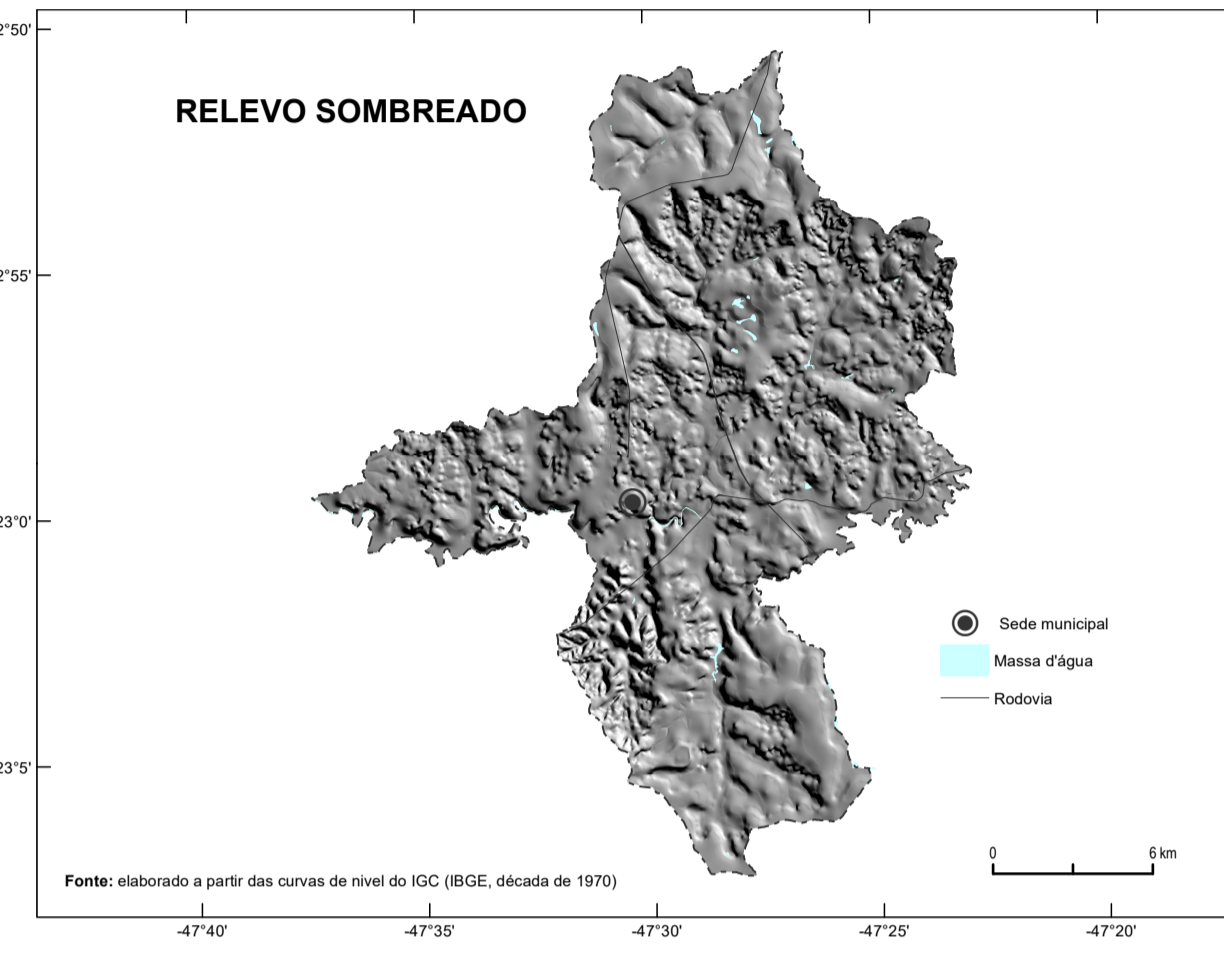 2°50'
RELEVO SOMBREADO
2°55'
23°0'
Sede municipal
Massa d'água
Rodovia
23°5'
0 6 km
Fonte: elaborado a partir das curvas de nivel do IGC (IBGE, década de 1970)
-47°40' -47°35' -47°30' -47°25' -47°20'